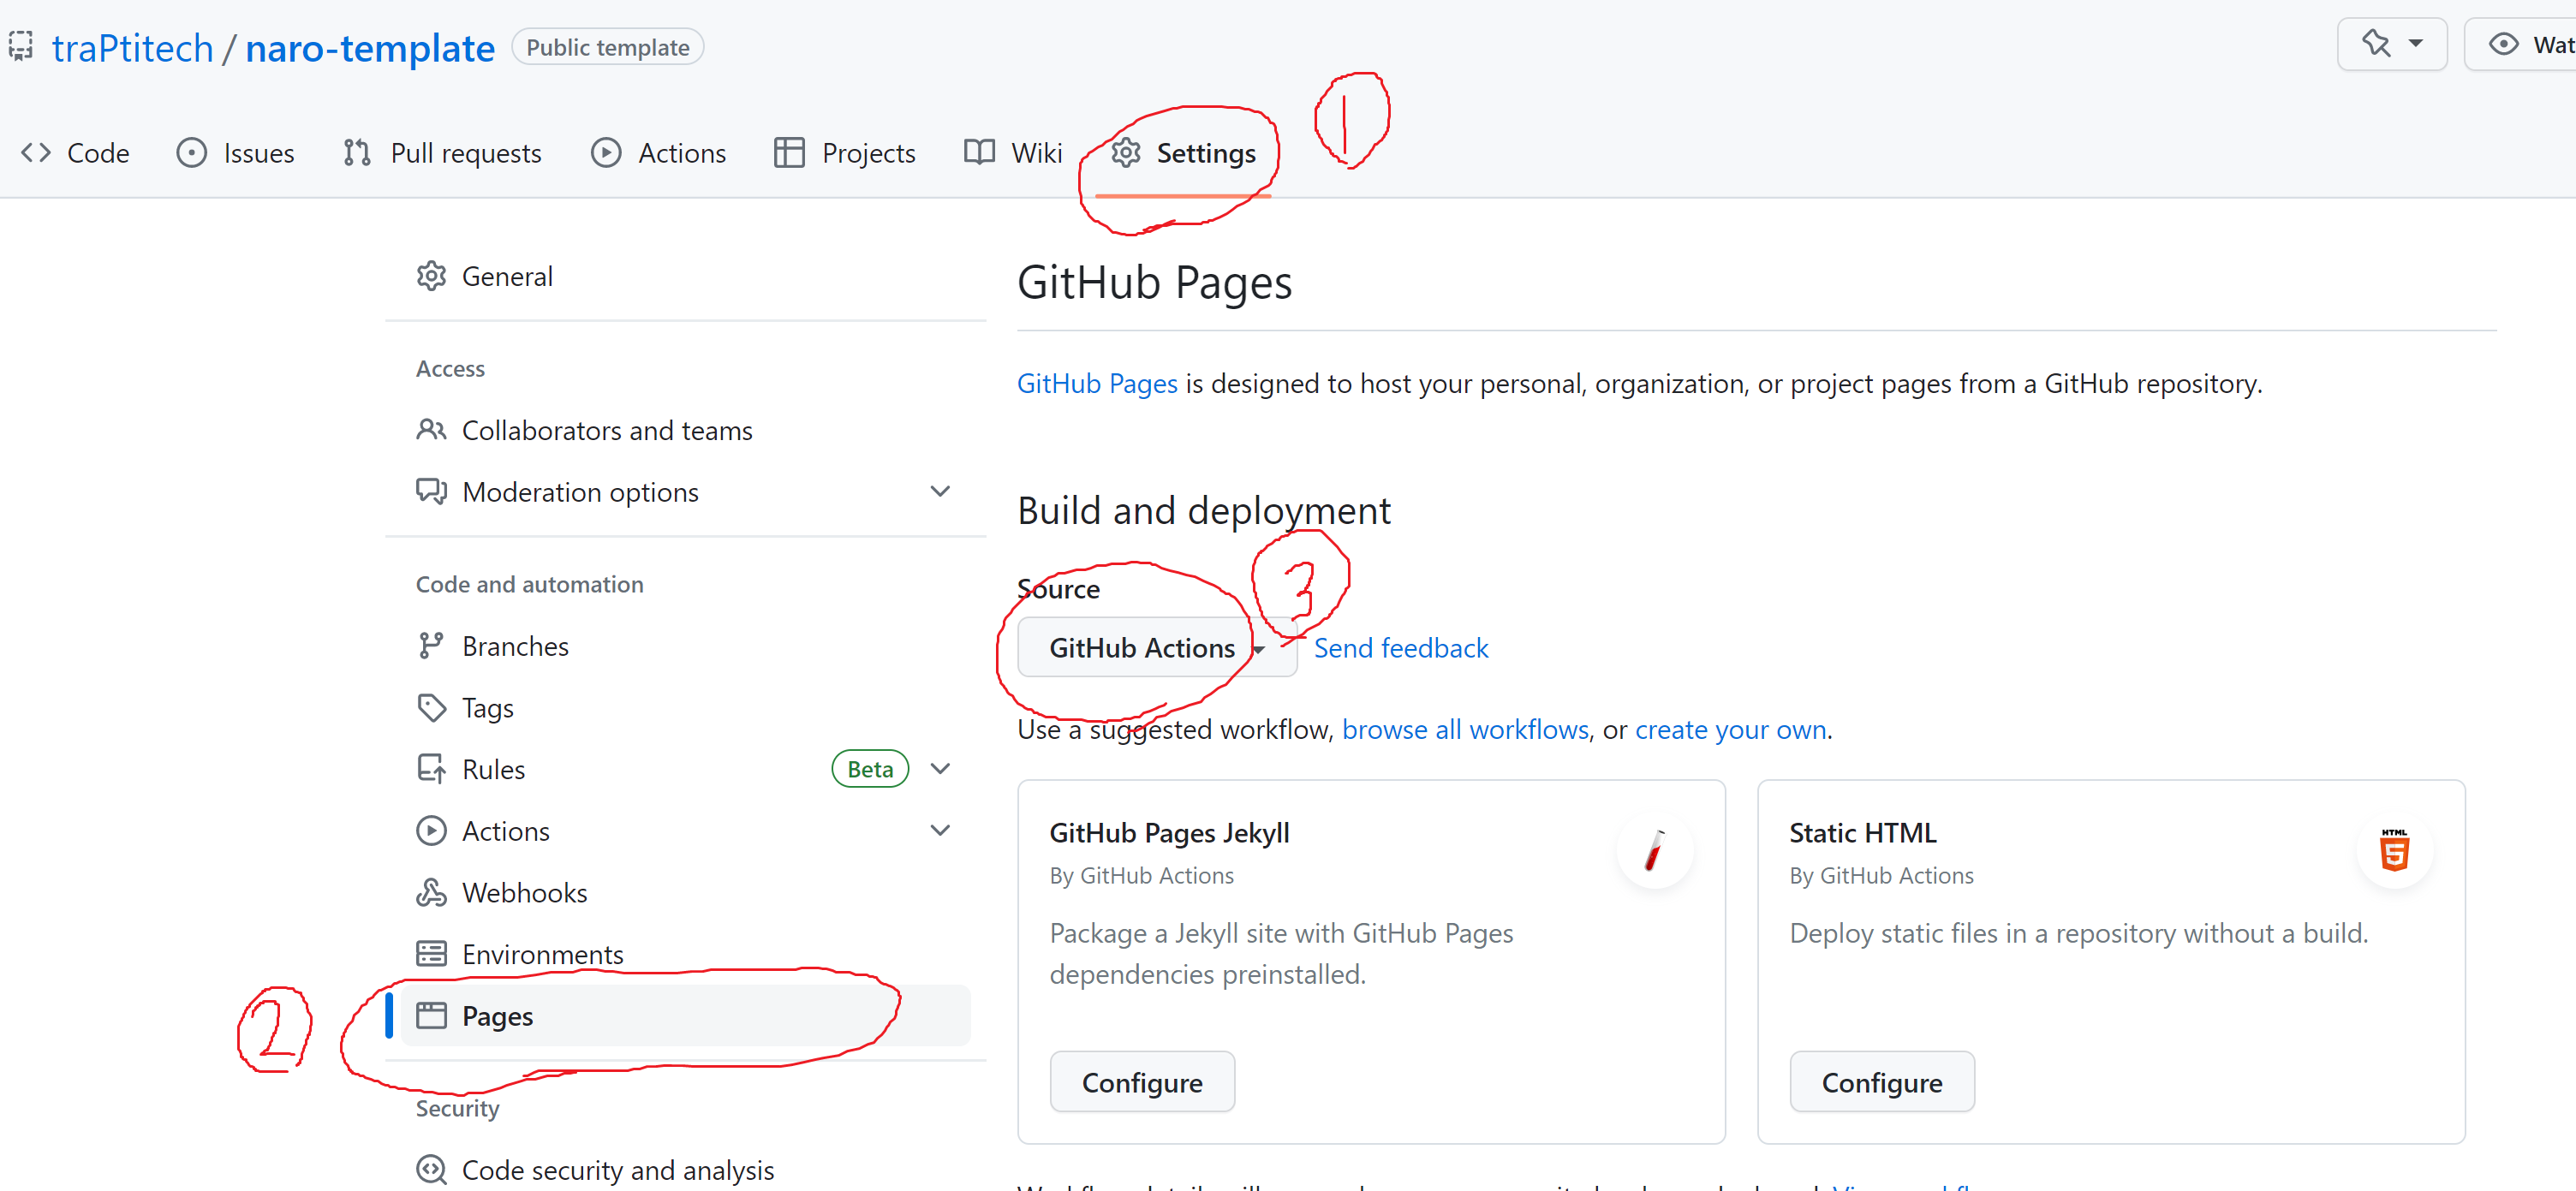 traPtitech / naro-template Public template
Wat
Code Issues Pull requests Actions Projects Wiki Settings 1
General
Access
Collaborators and teams
Moderation options
Code and automation
Branches
Tags
Rules Beta
Actions
Webhooks
Environments
2 Pages
Security
Code security and analysis
GitHub Pages
GitHub Pages is designed to host your personal, organization, or project pages from a GitHub repository.
Build and deployment
Source 3
GitHub Actions Send feedback
Use a suggested workflow, browse all workflows, or create your own.
GitHub Pages Jekyll
By GitHub Actions
Package a Jekyll site with GitHub Pages
dependencies preinstalled.
Configure
Static HTML
HTML
5
By GitHub Actions
Deploy static files in a repository without a build.
Configure